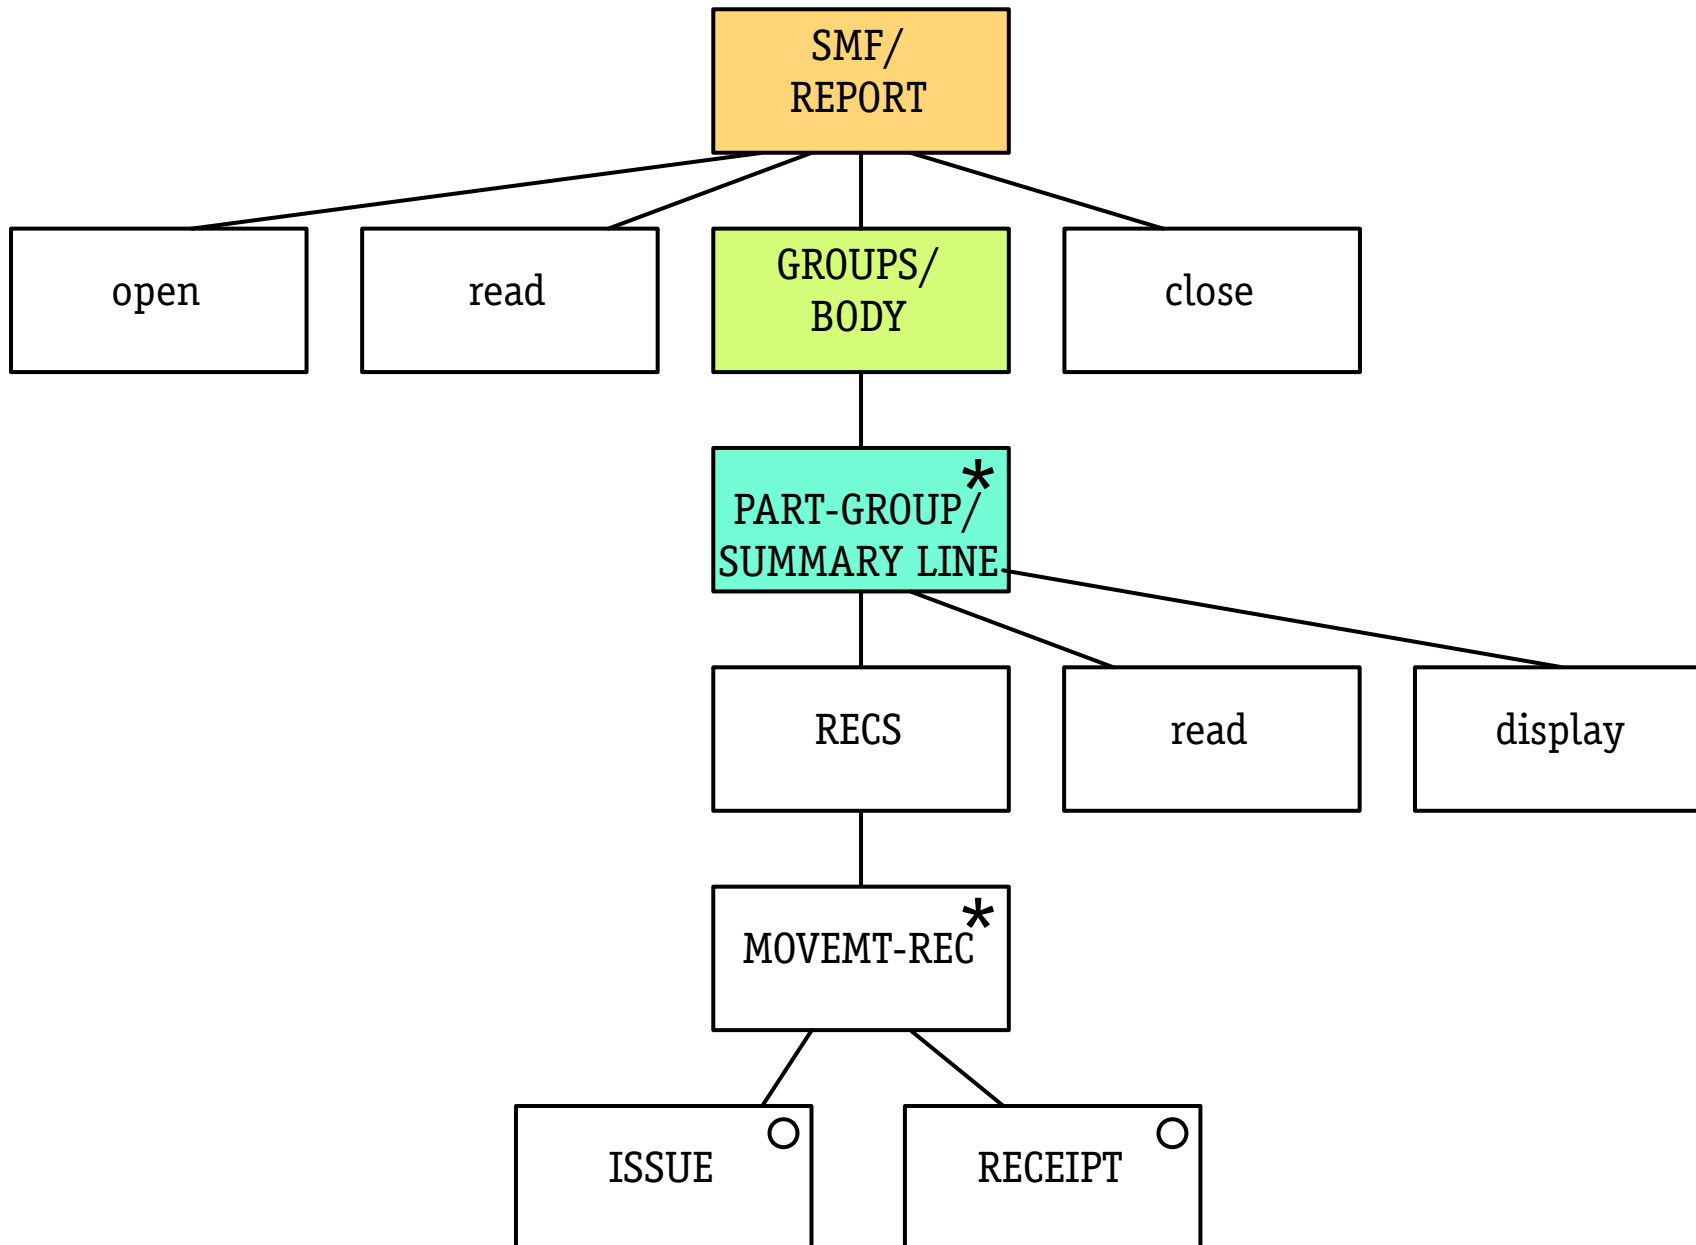 SMF/
REPORT
open
read
GROUPS/
BODY
close
*
PART-GROUP/
SUMMARY LINE
RECS
read
display
*
MOVEMT-REC
ISSUE
RECEIPT